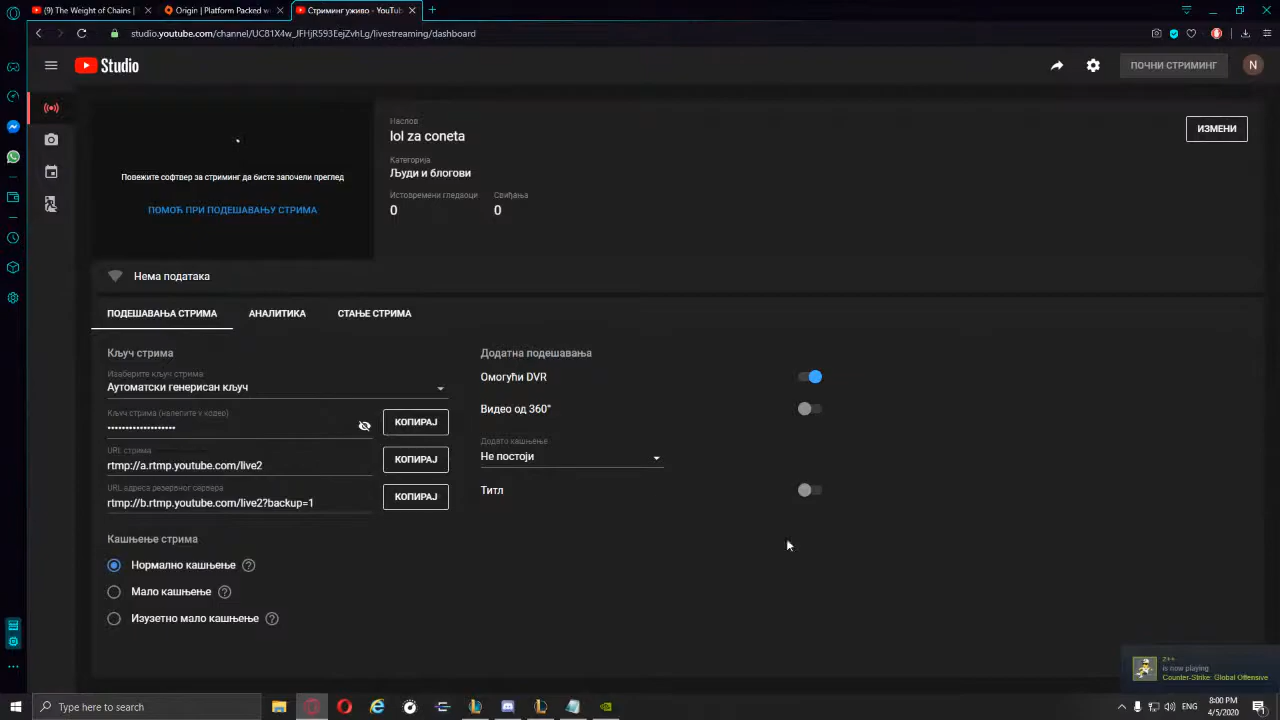 (9) The Weight of Chains |
Origin | Platform Packed w
Стриминг уживо - YouTub
studio.youtube.com/channel/UC81X4w_JFHjR593EejZvhLg/livestreaming/dashboard
Studio
ПОЧНИ СТРИМИНГ
N
Наслов
lol za coneta
ИЗМЕНИ
Категорија
Људи и блогови
Повежите софтвер за стриминг да бисте започели преглед
Истовремени гледаоци
Свиђања
0
0
ПОМОЋ ПРИ ПОДЕШАВАЊУ СТРИМА
Нема података
ПОДЕШАВАЊА СТРИМА
АНАЛИТИКА
СТАЊЕ СТРИМА
Кључ стрима
Изаберите кључ стрима
Аутоматски генерисан кључ
Кључ стрима (налепите у кодер)
••••••••••••••••••
КОПИРАЈ
URL стрима
rtmp://a.rtmp.youtube.com/live2
КОПИРАЈ
URL адреса резервног сервера
rtmp://b.rtmp.youtube.com/live2?backup=1
КОПИРАЈ
Кашњење стрима
Нормално кашњење
Мало кашњење
Изузетно мало кашњење
Додатна подешавања
Омогући DVR
Видео од 360°
Додато кашњење
Не постоји
Титл
z++
is now playing
Counter-Strike: Global Offensive
Type here to search
ENG
8:00 PM
4/5/2020